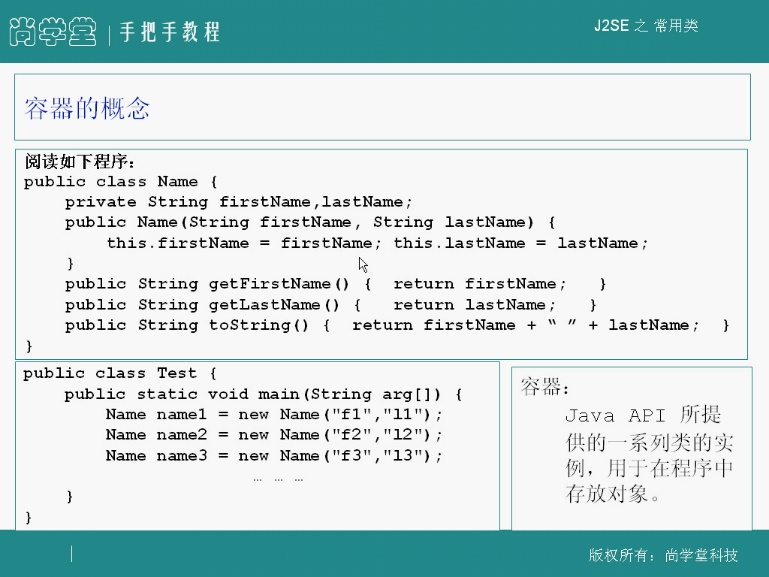 尚学堂 手把手教程
J2SE 之 常用类
容器的概念
阅读如下程序：
public class Name {
private String firstName,lastName;
public Name(String firstName, String lastName) {
this.firstName = firstName; this.lastName = lastName;
}
public String getFirstName() { return firstName; }
public String getLastName() { return lastName; }
public String toString() { return firstName + “ ” + lastName; }
}
public class Test {
public static void main(String arg[]) {
Name name1 = new Name("f1","l1");
Name name2 = new Name("f2","l2");
Name name3 = new Name("f3","l3");
… … …
}
}
容器：
Java API 所提
供的一系列类的实
例，用于在程序中
存放对象。
版权所有：尚学堂科技